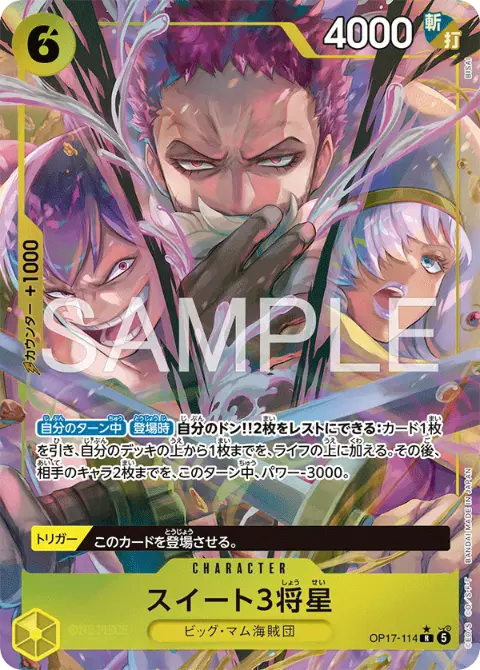 6
4000
斬
打
BISAI
カウンター +1000
SAMPLE
自分のターン中 登場時 自分のドン!!2枚をレストにできる:カード1枚
を引き、自分のデッキの上から1枚までを、ライフの上に加える。その後、
相手のキャラ2枚までを、このターン中、パワー-3000。
トリガー このカードを登場させる。
CHARACTER
スイート3将星
ビッグ・マム海賊団
OP17-114 ★ R 5
BANDAI MADE IN JAPAN